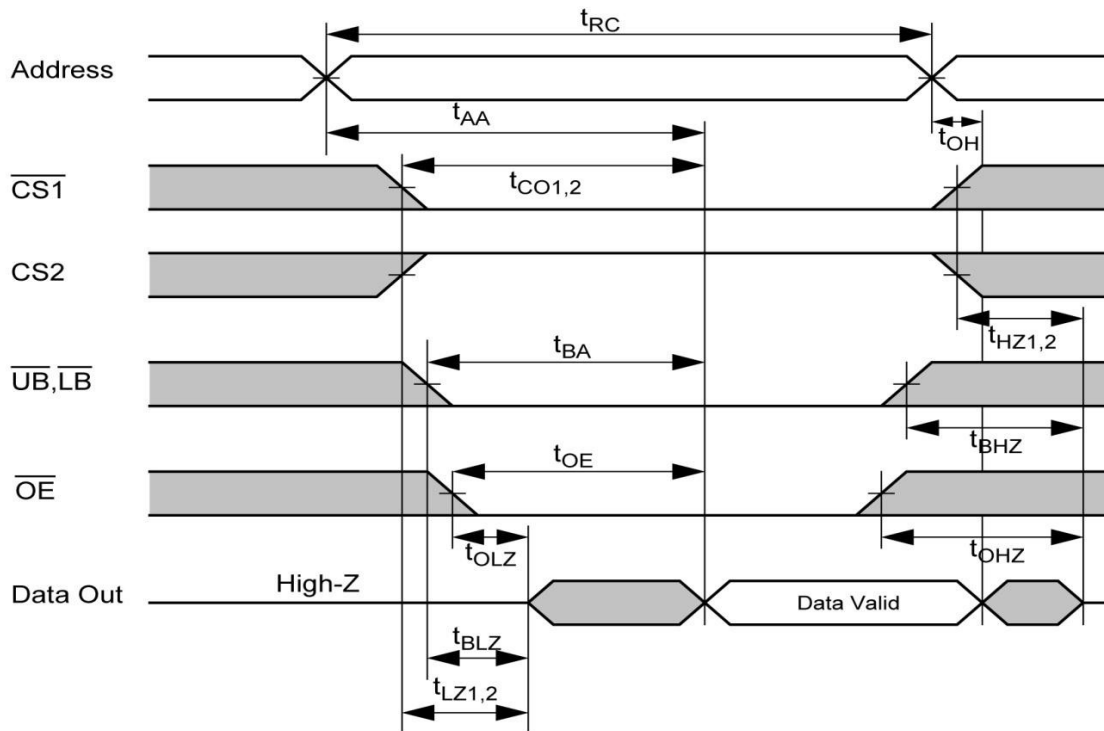 tRC
Address
tAA
tOH
CS1
tCO1,2
CS2
tHZ1,2
tBA
UB,LB
tBHZ
tOE
OE
tOLZ
tOHZ
High-Z
Data Out
Data Valid
tBLZ
tLZ1,2